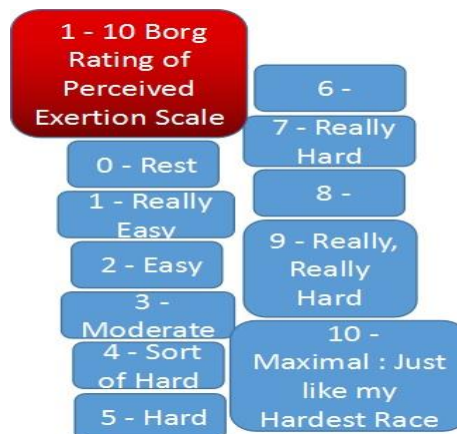 1 - 10 Borg
Rating of
Perceived
Exertion Scale
0 - Rest
1 - Really
Easy
2 - Easy
3 -
Moderate
4 - Sort
of Hard
5 - Hard
6 -
7 - Really
Hard
8 -
9 - Really,
Really
Hard
10 -
Maximal : Just
like my
Hardest Race